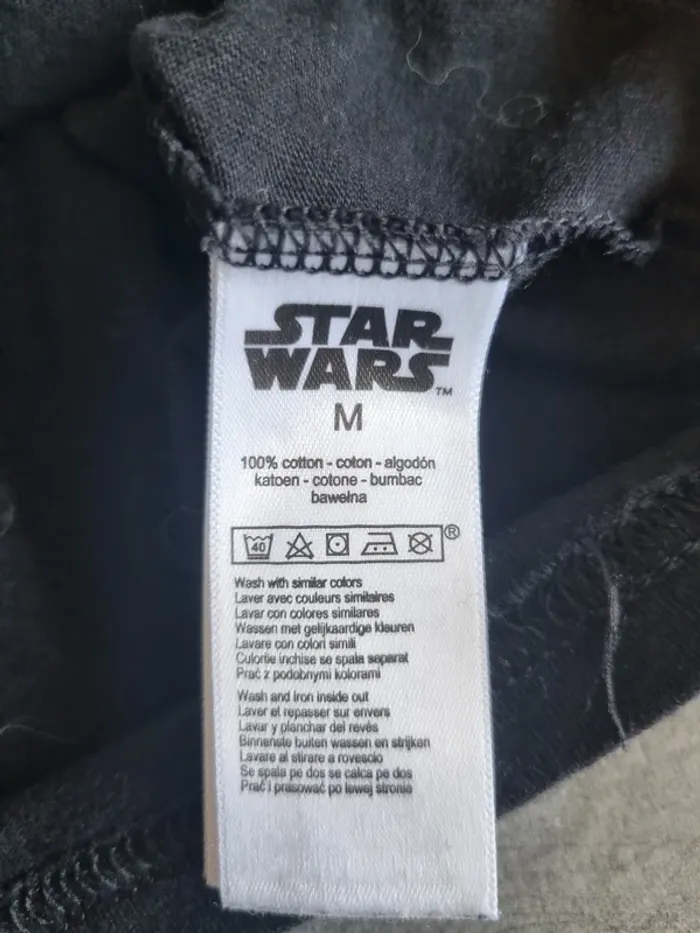 STAR
WARS™
M
100% cotton - coton - algodón
katoen - cotone - bumbac
bawełna
40 ®
Wash with similar colors
Laver avec couleurs similaires
Lavar con colores similares
Wassen met gelijkaardige kleuren
Lavare con colori simili
Culorile inchise se spala separat
Prać z podobnymi kolorami
Wash and iron inside out
Laver et repasser sur envers
Lavar y planchar del revés
Binnenste buiten wassen en strijken
Lavare al stirare a rovescio
Se spala pe dos se calca pe dos
Prać i prasować po lewej stronie